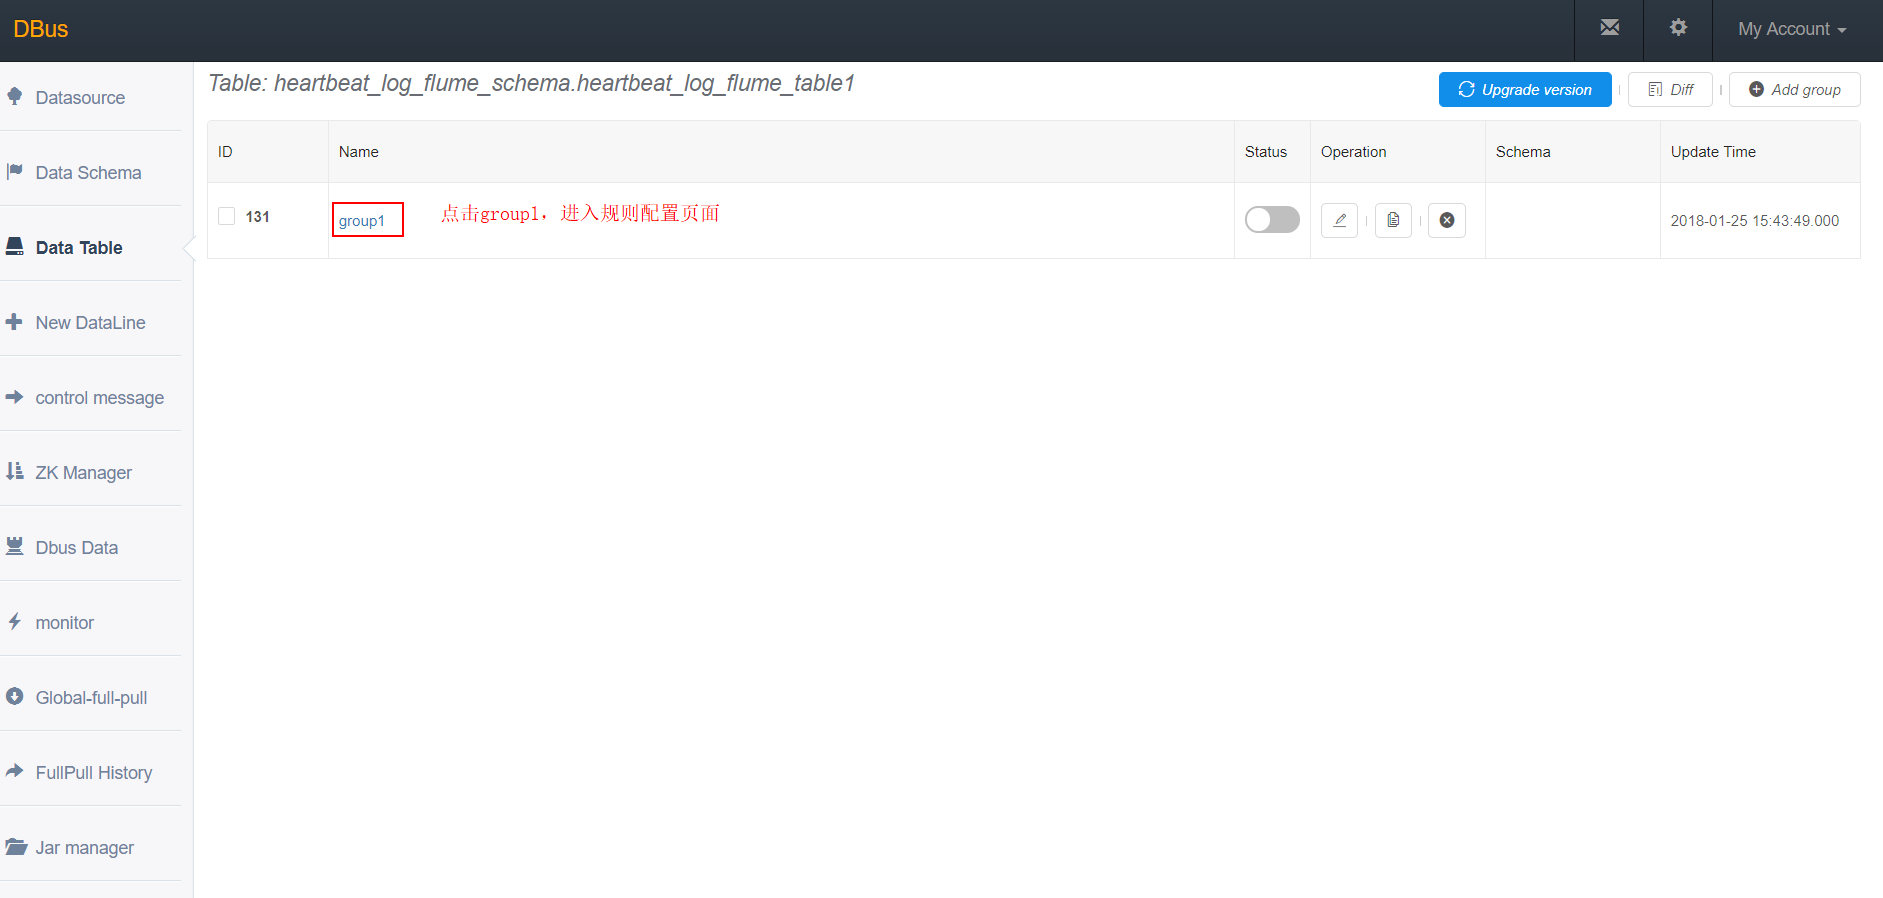 DBus
My Account
Datasource
Data Schema
Data Table
New DataLine
control message
ZK Manager
Dbus Data
monitor
Global-full-pull
FullPull History
Jar manager
Table: heartbeat_log_flume_schema.heartbeat_log_flume_table1
Upgrade version
Diff
Add group
ID Name Status Operation Schema Update Time
131 group1 点击group1，进入规则配置页面 2018-01-25 15:43:49.000